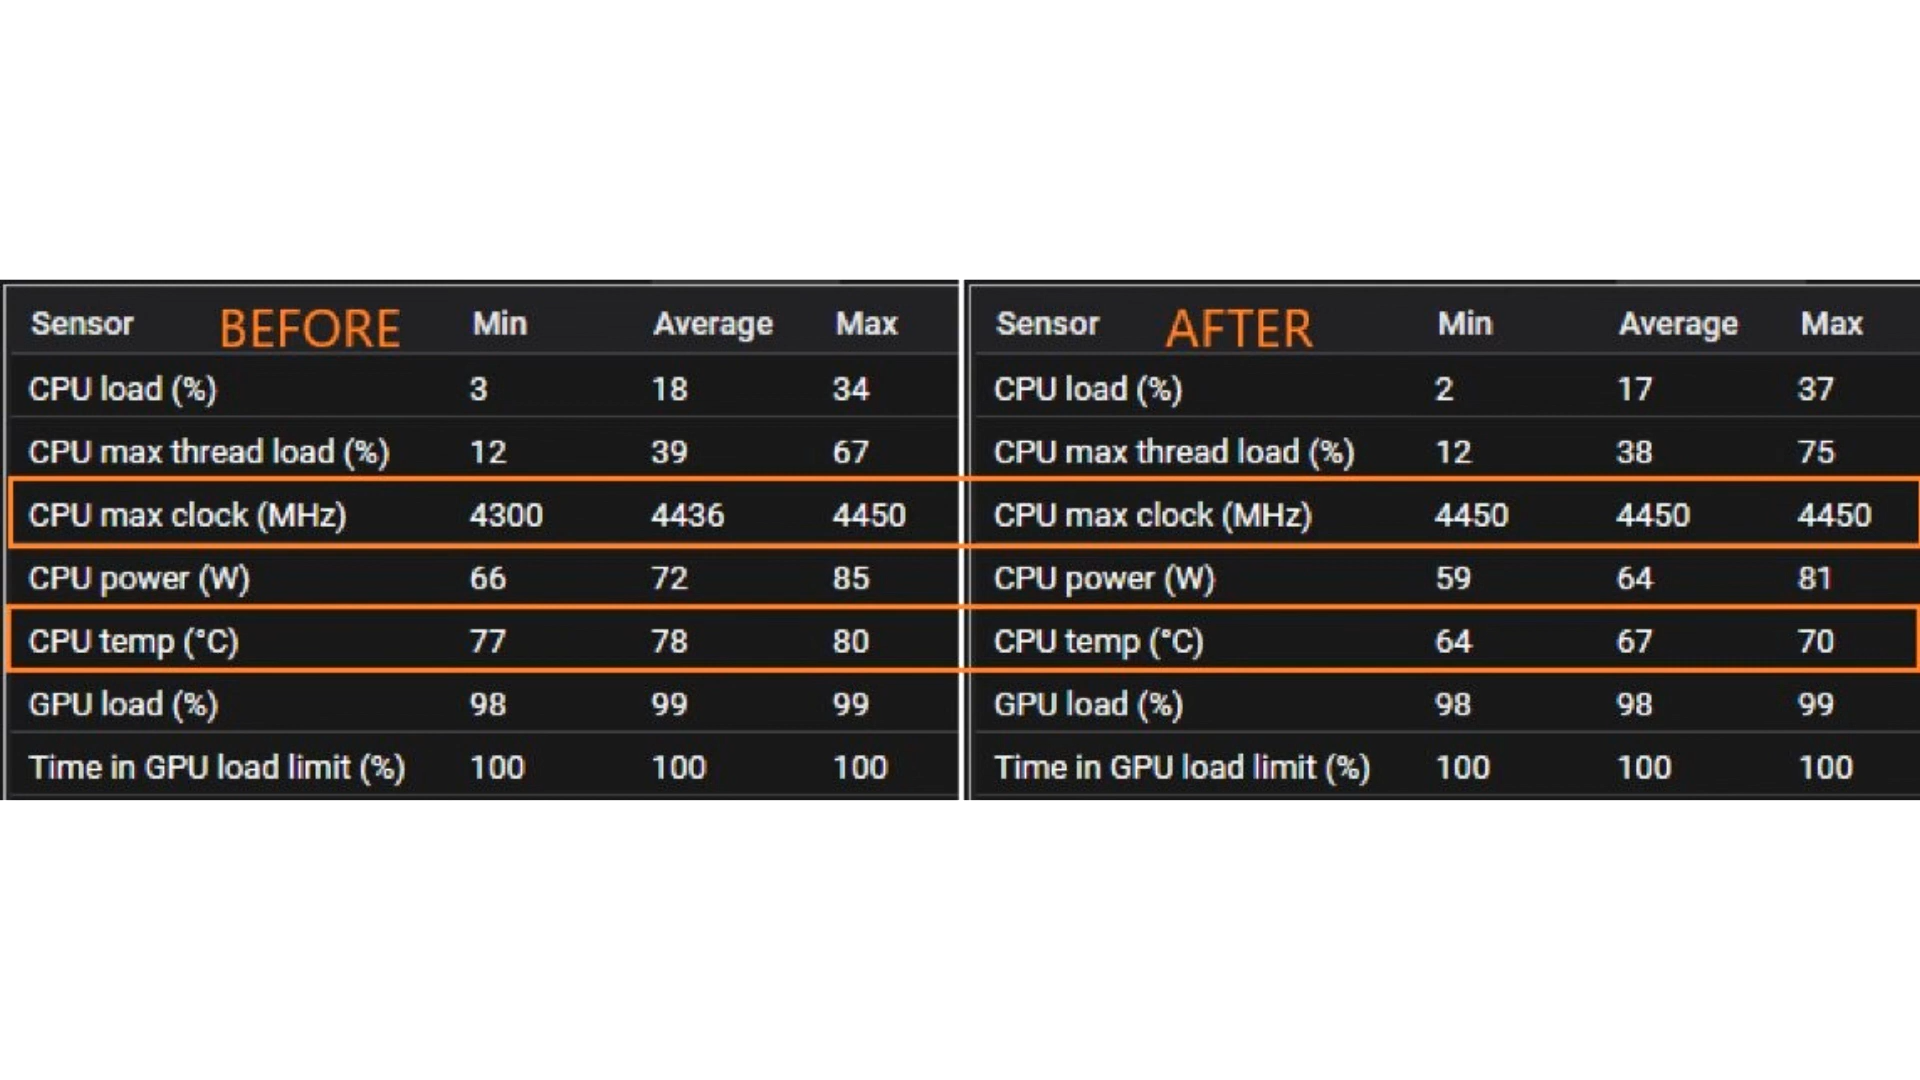 Sensor BEFORE Min Average Max
CPU load (%) 3 18 34
CPU max thread load (%) 12 39 67
CPU max clock (MHz) 4300 4436 4450
CPU power (W) 66 72 85
CPU temp (°C) 77 78 80
GPU load (%) 98 99 99
Time in GPU load limit (%) 100 100 100
Sensor AFTER Min Average Max
CPU load (%) 2 17 37
CPU max thread load (%) 12 38 75
CPU max clock (MHz) 4450 4450 4450
CPU power (W) 59 64 81
CPU temp (°C) 64 67 70
GPU load (%) 98 98 99
Time in GPU load limit (%) 100 100 100